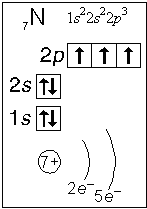 ₇N 1s²2s²2p³
2p ↑ ↑ ↑
2s ↑↓
1s ↑↓
7+
2e⁻ 5e⁻